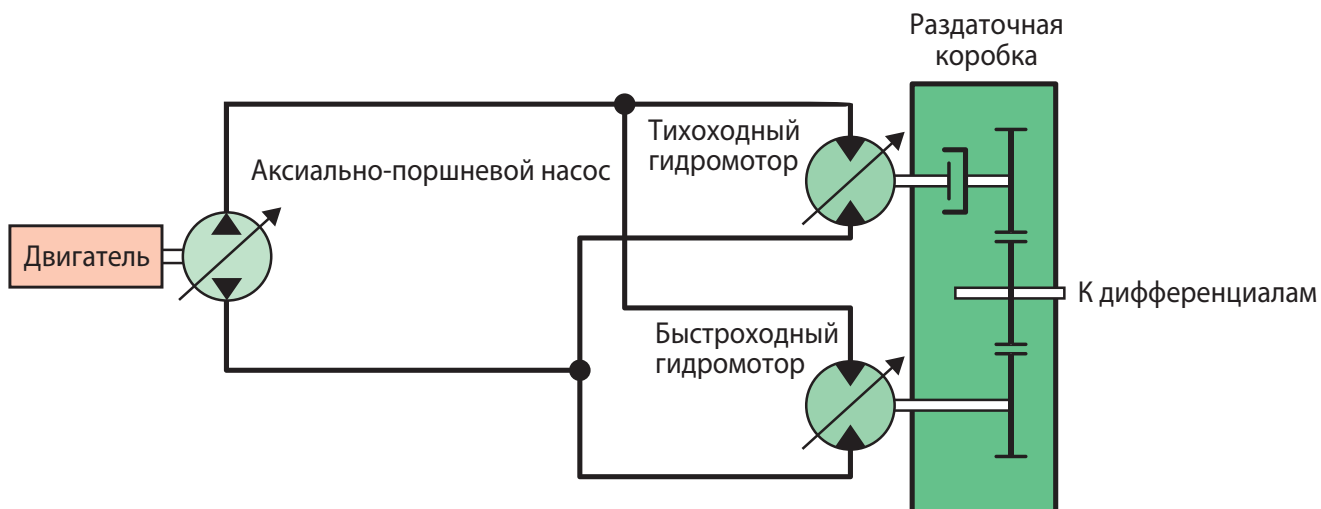 Раздаточная
коробка
Тихоходный
гидромотор
Аксиально-поршневой насос
Двигатель
К дифференциалам
Быстроходный
гидромотор